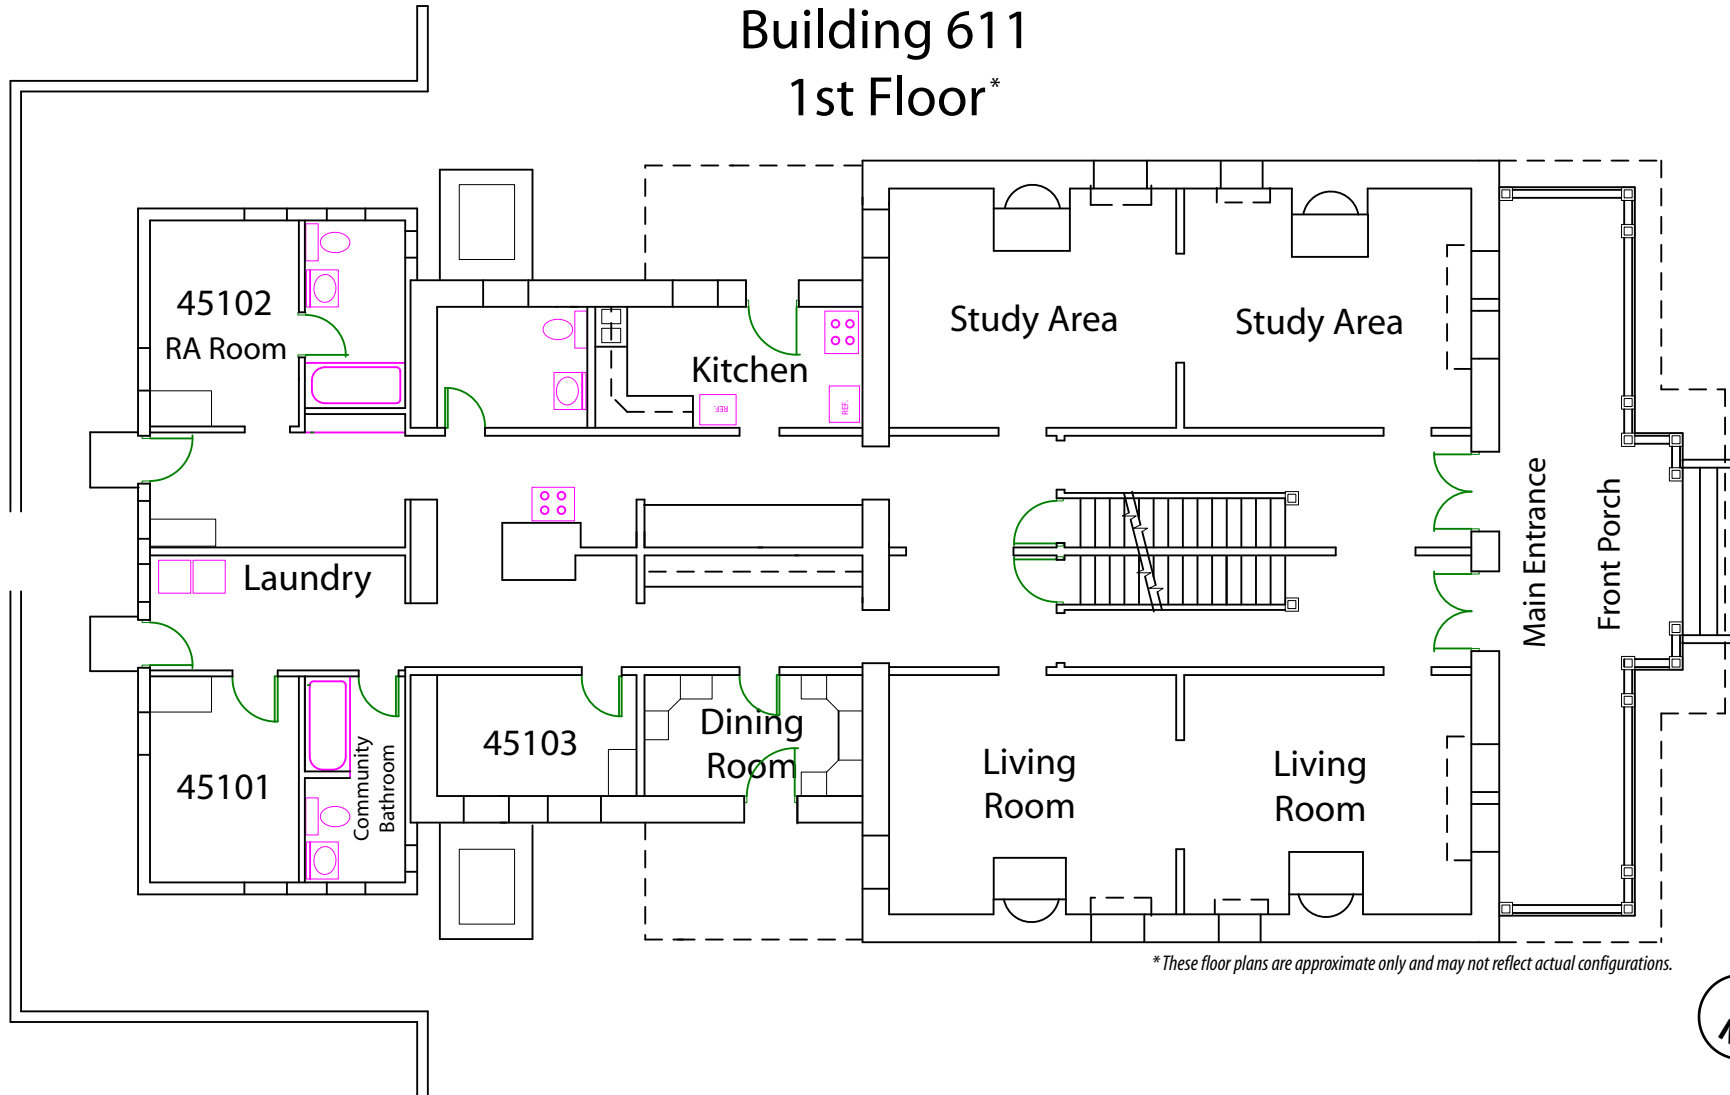 Building 611
1st Floor*
45102
RA Room
Kitchen
REF.
REF.
Study Area
Study Area
Laundry
Main Entrance
Front Porch
45101
Community
Bathroom
45103
Dining
Room
Living
Room
Living
Room
* These floor plans are approximate only and may not reflect actual configurations.